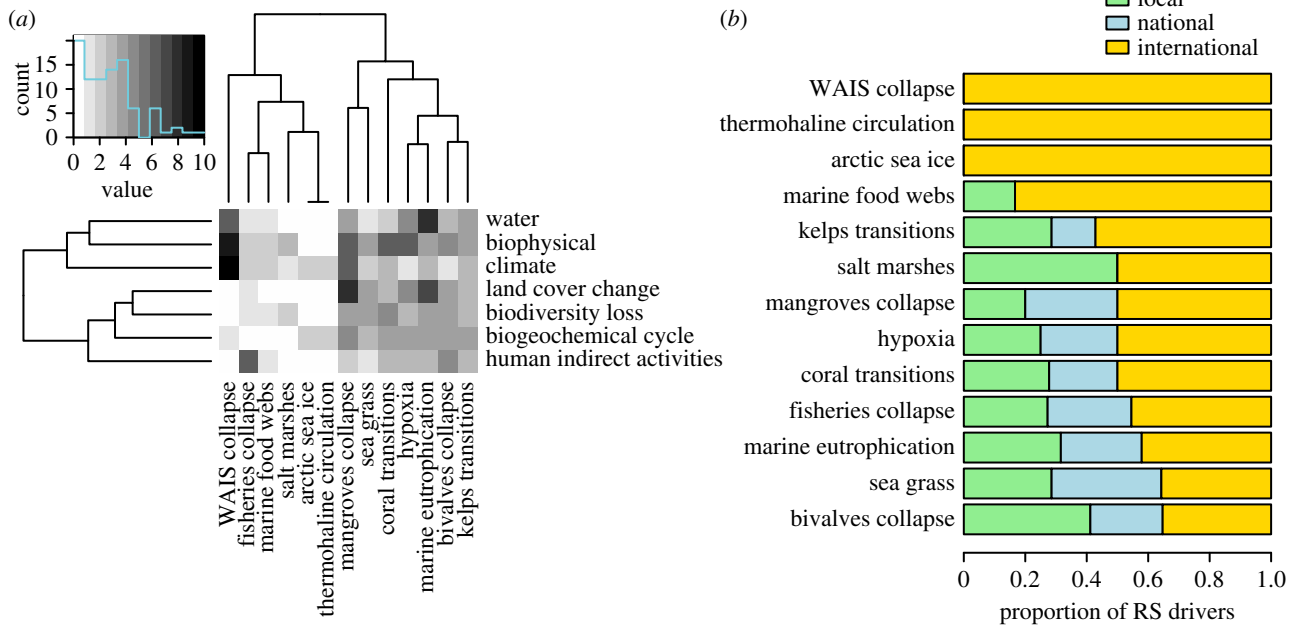 (a)
count
15
10
5
0
0 2 4 6 8 10
value
water
biophysical
climate
land cover change
biodiversity loss
biogeochemical cycle
human indirect activities
WAIS collapse
fisheries collapse
marine food webs
salt marshes
arctic sea ice
thermohaline circulation
mangroves collapse
sea grass
coral transitions
hypoxia
marine eutrophication
bivalves collapse
kelps transitions
(b)
local
national
international
WAIS collapse
thermohaline circulation
arctic sea ice
marine food webs
kelps transitions
salt marshes
mangroves collapse
hypoxia
coral transitions
fisheries collapse
marine eutrophication
sea grass
bivalves collapse
0 0.2 0.4 0.6 0.8 1.0
proportion of RS drivers